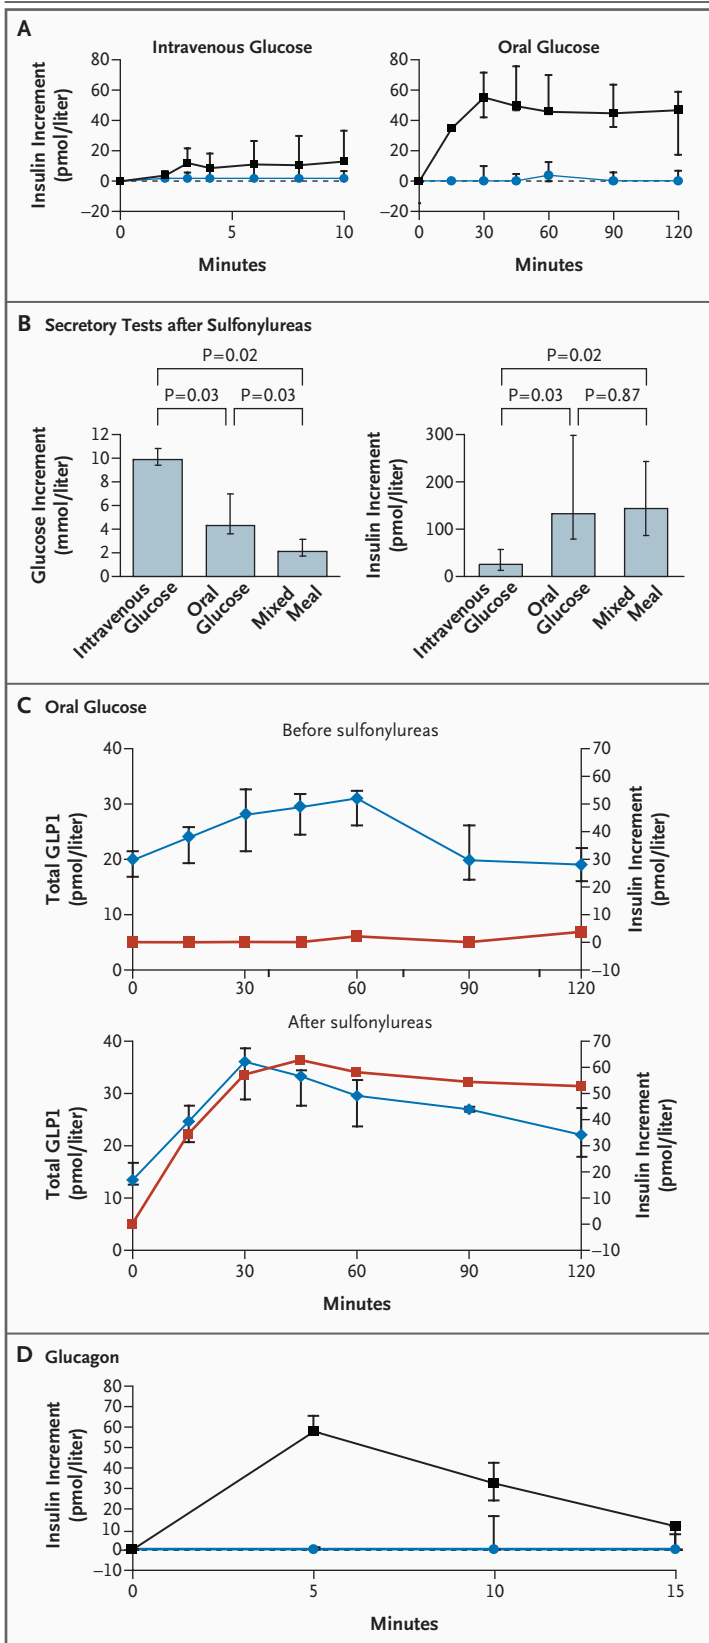 A
Intravenous Glucose
Oral Glucose
Insulin Increment
(pmol/liter)
80
60
40
20
0
−20
0
5
10
Minutes
80
60
40
20
0
−20
0
30
60
90
120
Minutes
B Secretory Tests after Sulfonylureas
P=0.02
P=0.03
P=0.03
Glucose Increment
(mmol/liter)
12
10
8
6
4
2
0
Intravenous
Glucose
Oral
Glucose
Mixed
Meal
P=0.02
P=0.03
P=0.87
Insulin Increment
(pmol/liter)
300
200
100
0
Intravenous
Glucose
Oral
Glucose
Mixed
Meal
C Oral Glucose
Before sulfonylureas
Total GLP1
(pmol/liter)
40
30
20
10
0
70
60
50
40
30
20
10
0
−10
Insulin Increment
(pmol/liter)
0
30
60
90
120
After sulfonylureas
Total GLP1
(pmol/liter)
40
30
20
10
0
70
60
50
40
30
20
10
0
−10
Insulin Increment
(pmol/liter)
0
30
60
90
120
Minutes
D Glucagon
Insulin Increment
(pmol/liter)
80
70
60
50
40
30
20
10
0
−10
0
5
10
15
Minutes